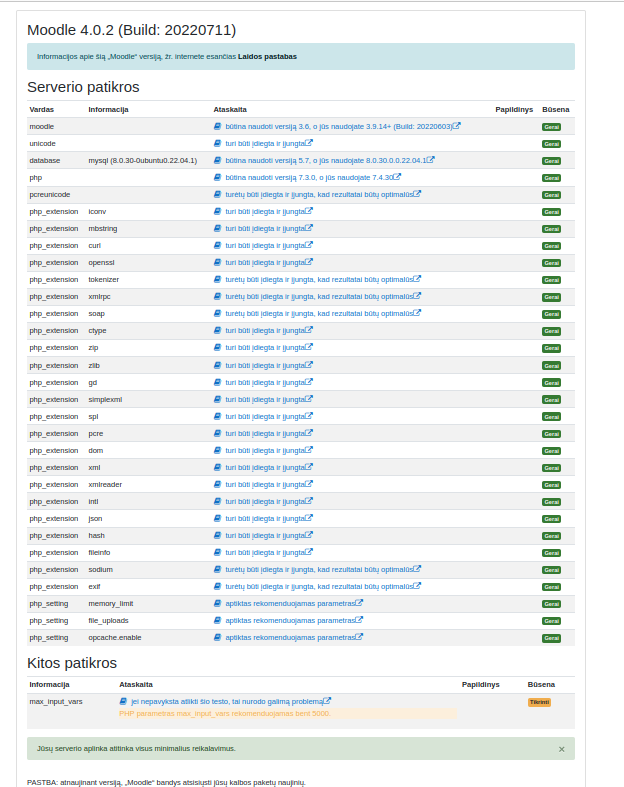 Moodle 4.0.2 (Build: 20220711)
Informacijos apie šią „Moodle“ versiją, žr. internete esančias Laidos pastabas
Serverio patikros
Vardas Informacija Ataskaita Papildinys Būsena
moodle būtina naudoti versiją 3.6, o jūs naudojate 3.9.14+ (Build: 20220603) Gerai
unicode turi būti įdiegta ir įjungta Gerai
database mysql (8.0.30-0ubuntu0.22.04.1) būtina naudoti versiją 5.7, o jūs naudojate 8.0.30.0.0.22.04.1 Gerai
php būtina naudoti versiją 7.3.0, o jūs naudojate 7.4.30 Gerai
pcreunicode turėtų būti įdiegta ir įjungta, kad rezultatai būtų optimalūs Gerai
php_extension iconv turi būti įdiegta ir įjungta Gerai
php_extension mbstring turi būti įdiegta ir įjungta Gerai
php_extension curl turi būti įdiegta ir įjungta Gerai
php_extension openssl turi būti įdiegta ir įjungta Gerai
php_extension tokenizer turėtų būti įdiegta ir įjungta, kad rezultatai būtų optimalūs Gerai
php_extension xmlrpc turėtų būti įdiegta ir įjungta, kad rezultatai būtų optimalūs Gerai
php_extension soap turėtų būti įdiegta ir įjungta, kad rezultatai būtų optimalūs Gerai
php_extension ctype turi būti įdiegta ir įjungta Gerai
php_extension zip turi būti įdiegta ir įjungta Gerai
php_extension zlib turi būti įdiegta ir įjungta Gerai
php_extension gd turi būti įdiegta ir įjungta Gerai
php_extension simplexml turi būti įdiegta ir įjungta Gerai
php_extension spl turi būti įdiegta ir įjungta Gerai
php_extension pcre turi būti įdiegta ir įjungta Gerai
php_extension dom turi būti įdiegta ir įjungta Gerai
php_extension xml turi būti įdiegta ir įjungta Gerai
php_extension xmlreader turi būti įdiegta ir įjungta Gerai
php_extension intl turi būti įdiegta ir įjungta Gerai
php_extension json turi būti įdiegta ir įjungta Gerai
php_extension hash turi būti įdiegta ir įjungta Gerai
php_extension fileinfo turi būti įdiegta ir įjungta Gerai
php_extension sodium turėtų būti įdiegta ir įjungta, kad rezultatai būtų optimalūs Gerai
php_extension exif turėtų būti įdiegta ir įjungta, kad rezultatai būtų optimalūs Gerai
php_setting memory_limit aptiktas rekomenduojamas parametras Gerai
php_setting file_uploads aptiktas rekomenduojamas parametras Gerai
php_setting opcache.enable aptiktas rekomenduojamas parametras Gerai
Kitos patikros
Informacija Ataskaita Papildinys Būsena
max_input_vars jei nepavyksta atlikti šio testo, tai nurodo galimą problemą Tikrinti
PHP parametras max_input_vars rekomenduojamas bent 5000.
Jūsų serverio aplinka atitinka visus minimalius reikalavimus. ×
PASTBA: atnaujinant versiją, „Moodle“ bandys atsisiųsti jūsų kalbos paketų naujinių.